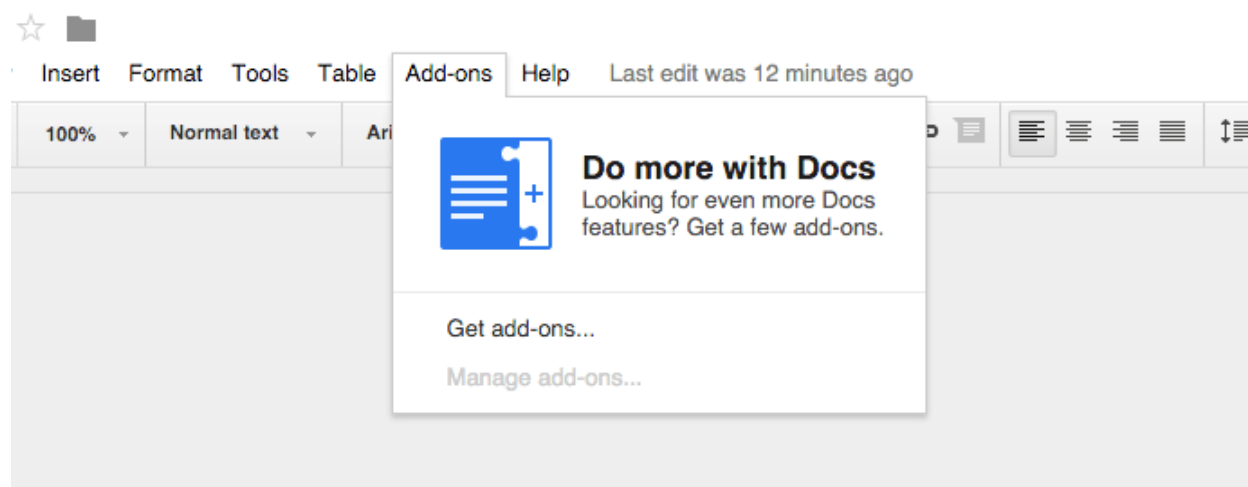 Insert Format Tools Table Add-ons Help Last edit was 12 minutes ago
100% Normal text Ari
Do more with Docs
Looking for even more Docs
features? Get a few add-ons.
Get add-ons...
Manage add-ons...